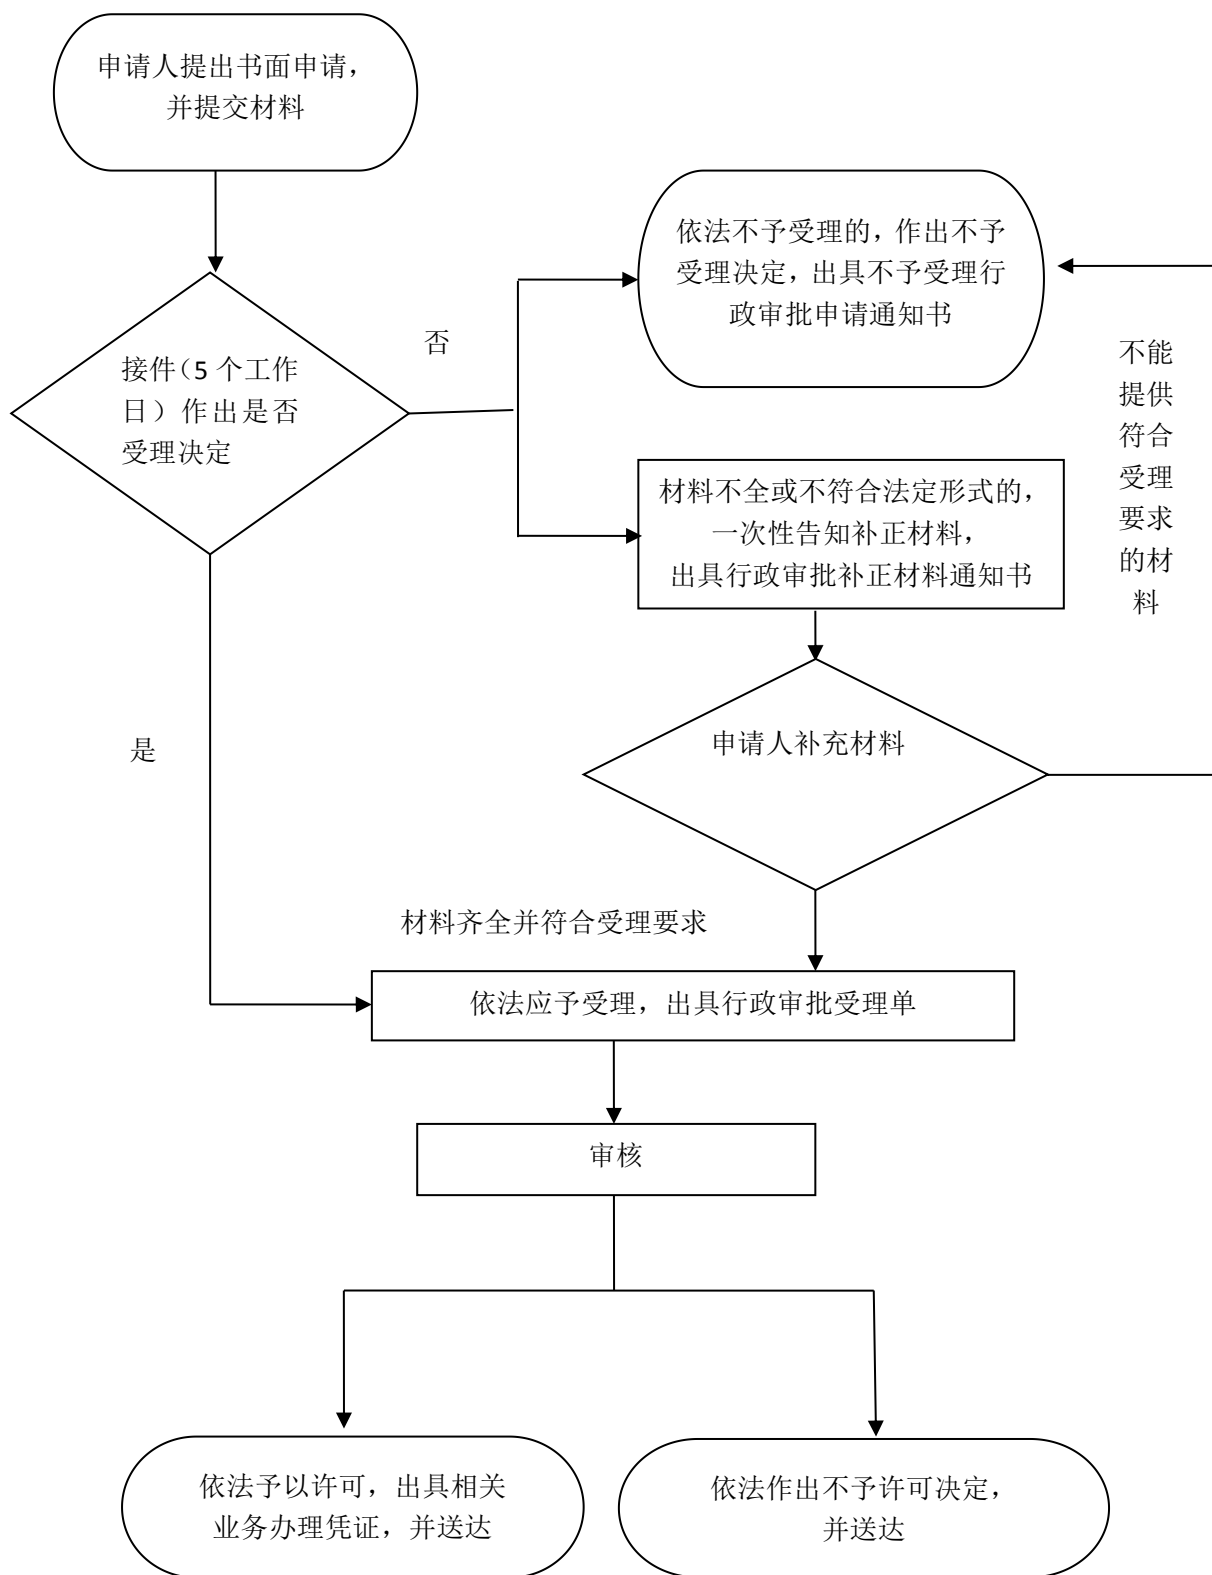 申请人提出书面申请，
并提交材料
依法不予受理的，作出不予
受理决定，出具不予受理行
政审批申请通知书
否
接件（5 个工作
日）作出是否
受理决定
不能
提供
符合
受理
要求
的材
料
材料不全或不符合法定形式的，
一次性告知补正材料，
出具行政审批补正材料通知书
是
申请人补充材料
材料齐全并符合受理要求
依法应予受理，出具行政审批受理单
审核
依法予以许可，出具相关
业务办理凭证，并送达
依法作出不予许可决定，
并送达